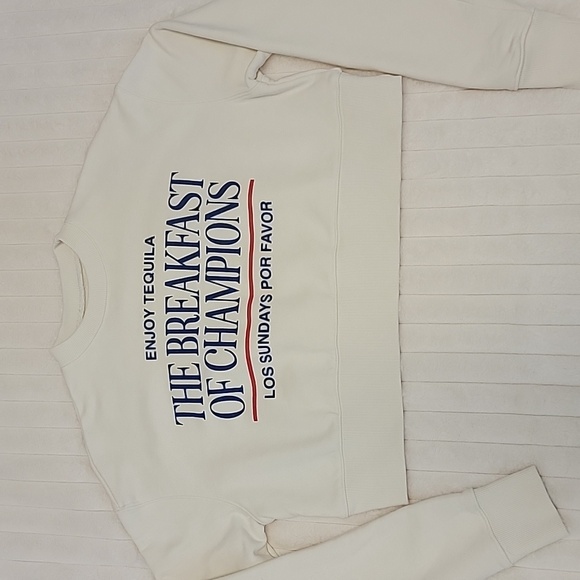 ENJOY TEQUILA
THE BREAKFAST
OF CHAMPIONS
LOS SUNDAYS POR FAVOR